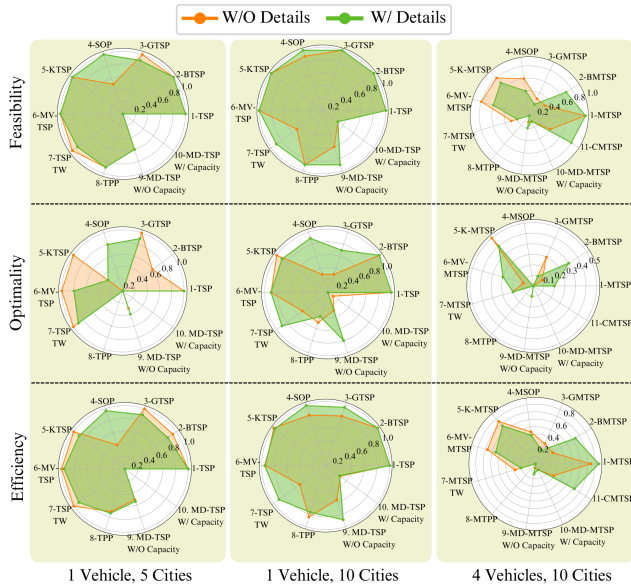 W/O Details W/ Details
Feasibility
4-SOP
3-GTSP
5-KTSP
2-BTSP
6-MV-
TSP
1-TSP
7-TSP
TW
8-TPP
9-MD-TSP
W/O Capacity
10-MD-TSP
W/ Capacity
0.2 0.4 0.6 0.8 1.0
4-SOP
3-GTSP
5-KTSP
2-BTSP
6-MV-
TSP
1-TSP
7-TSP
TW
8-TPP
9-MD-TSP
W/O Capacity
10-MD-TSP
W/ Capacity
0.2 0.4 0.6 0.8 1.0
4-MSOP
3-GMTSP
5-K-MTSP
2-BMTSP
6-MV-
MTSP
1-MTSP
7-MTSP
TW
11-CMTSP
8-MTPP
10-MD-MTSP
W/ Capacity
9-MD-MTSP
W/O Capacity
0.2 0.4 0.6 0.8 1.0
Optimality
4-SOP
3-GTSP
5-KTSP
2-BTSP
6-MV-
TSP
1-TSP
7-TSP
TW
8-TPP
9. MD-TSP
W/O Capacity
10. MD-TSP
W/ Capacity
0.2 0.4 0.6 0.8 1.0
4-SOP
3-GTSP
5-KTSP
2-BTSP
6-MV-
TSP
1-TSP
7-TSP
TW
8-TPP
9. MD-TSP
W/O Capacity
10. MD-TSP
W/ Capacity
0.2 0.4 0.6 0.8 1.0
4-MSOP
3-GMTSP
5-K-MTSP
2-BMTSP
6-MV-
MTSP
1-MTSP
7-MTSP
TW
11-CMTSP
8-MTPP
10-MD-MTSP
W/ Capacity
9-MD-MTSP
W/O Capacity
0.1 0.2 0.3 0.4 0.5
Efficiency
4-SOP
3-GTSP
5-KTSP
2-BTSP
6-MV-
TSP
1-TSP
7-TSP
TW
8-TPP
9. MD-TSP
W/O Capacity
10. MD-TSP
W/ Capacity
0.2 0.4 0.6 0.8 1.0
4-SOP
3-GTSP
5-KTSP
2-BTSP
6-MV-
TSP
1-TSP
7-TSP
TW
8-TPP
9. MD-TSP
W/O Capacity
10. MD-TSP
W/ Capacity
0.2 0.4 0.6 0.8 1.0
4-MSOP
3-GMTSP
5-K-MTSP
2-BMTSP
6-MV-
MTSP
1-MTSP
7-MTSP
TW
11-CMTSP
8-MTPP
10-MD-MTSP
W/ Capacity
9-MD-MTSP
W/O Capacity
0.2 0.4 0.6 0.8
1 Vehicle, 5 Cities 1 Vehicle, 10 Cities 4 Vehicles, 10 Cities